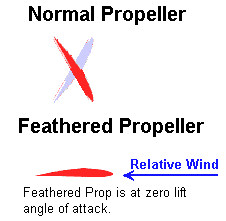 Normal Propeller
Feathered Propeller
Relative Wind
Feathered Prop is at zero lift
angle of attack.